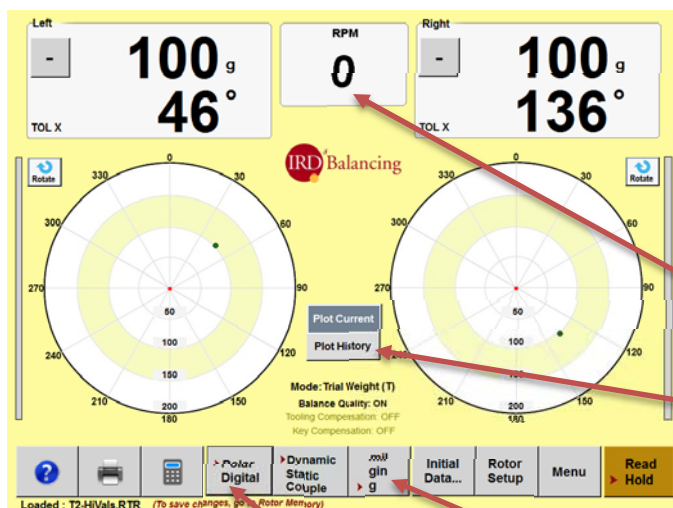 Left
RPM
Right
-
100 g
46°
TOL X
0
-
100 g
136°
TOL X
IRD Balancing
Rotate
Rotate
0
30
60
90
120
150
180
210
240
270
300
330
50
100
150
200
0
30
60
90
120
150
180
210
240
300
330
50
100
150
200
Plot Current
Plot History
Mode: Trial Weight (T)
Balance Quality: ON
Tooling Compensation: OFF
Key Compensation: OFF
?
Polar
Digital
Dynamic
Static
Couple
mil
gin
g
Initial
Data...
Rotor
Setup
Menu
Read
Hold
Loaded : T2-HiVals.RTR (To save changes, go to Rotor Memory)